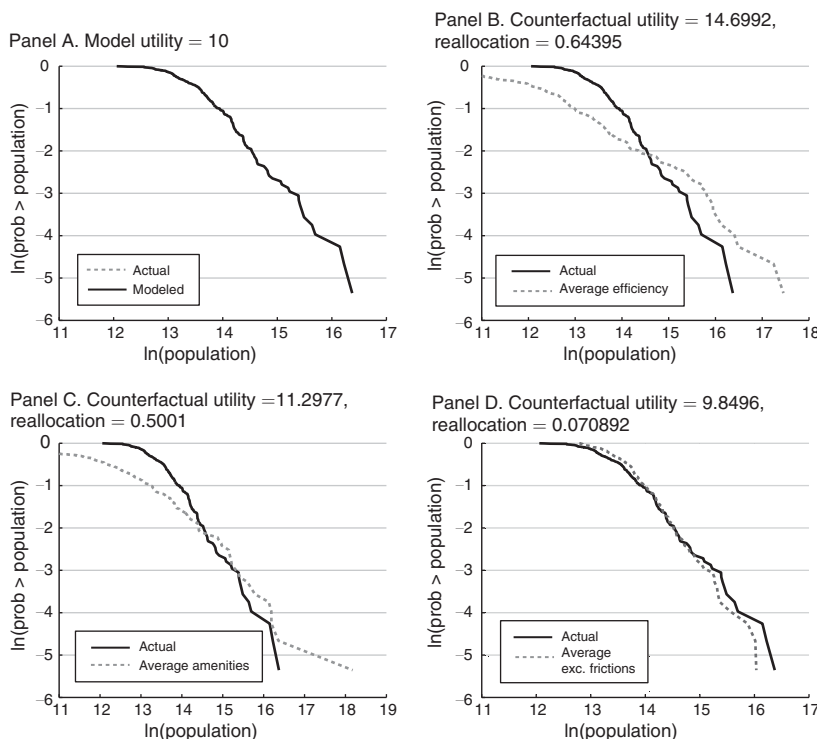 Panel A. Model utility = 10
ln(prob > population)
0
−1
−2
−3
−4
−5
−6
Actual
Modeled
11 12 13 14 15 16 17
ln(population)
Panel B. Counterfactual utility = 14.6992,
reallocation = 0.64395
ln(prob > population)
0
−1
−2
−3
−4
−5
−6
Actual
Average efficiency
11 12 13 14 15 16 17 18
ln(population)
Panel C. Counterfactual utility =11.2977,
reallocation = 0.5001
ln(prob > population)
0
−1
−2
−3
−4
−5
−6
Actual
Average amenities
11 12 13 14 15 16 17 18 19
ln(population)
Panel D. Counterfactual utility = 9.8496,
reallocation = 0.070892
ln(prob > population)
0
−1
−2
−3
−4
−5
−6
Actual
Average
exc. frictions
11 12 13 14 15 16 17
ln(population)